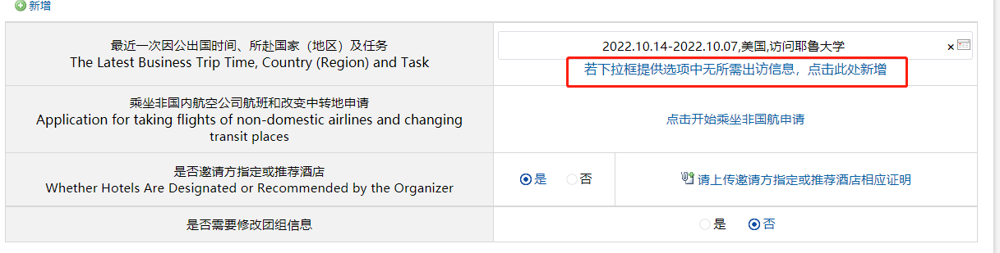 新增
最近一次因公出国时间、所赴国家（地区）及任务
The Latest Business Trip Time, Country (Region) and Task
2022.10.14-2022.10.07,美国,访问耶鲁大学
若下拉框提供选项中无所需出访信息，点击此处新增
乘坐非国内航空公司航班和改变中转地申请
Application for taking flights of non-domestic airlines and changing
transit places
点击开始乘坐非国航申请
是否邀请方指定或推荐酒店
Whether Hotels Are Designated or Recommended by the Organizer
是 否
请上传邀请方指定或推荐酒店相应证明
是否需要修改团组信息
是 否